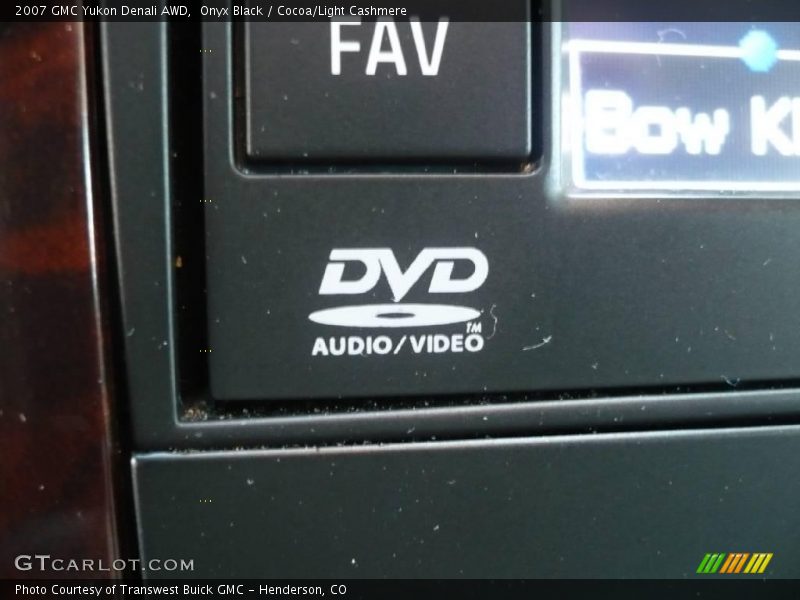 2007 GMC Yukon Denali AWD, Onyx Black / Cocoa/Light Cashmere
FAV
Bow
DVD
TM
AUDIO/VIDEO
GTCARLOT.COM
Photo Courtesy of Transwest Buick GMC - Henderson, CO